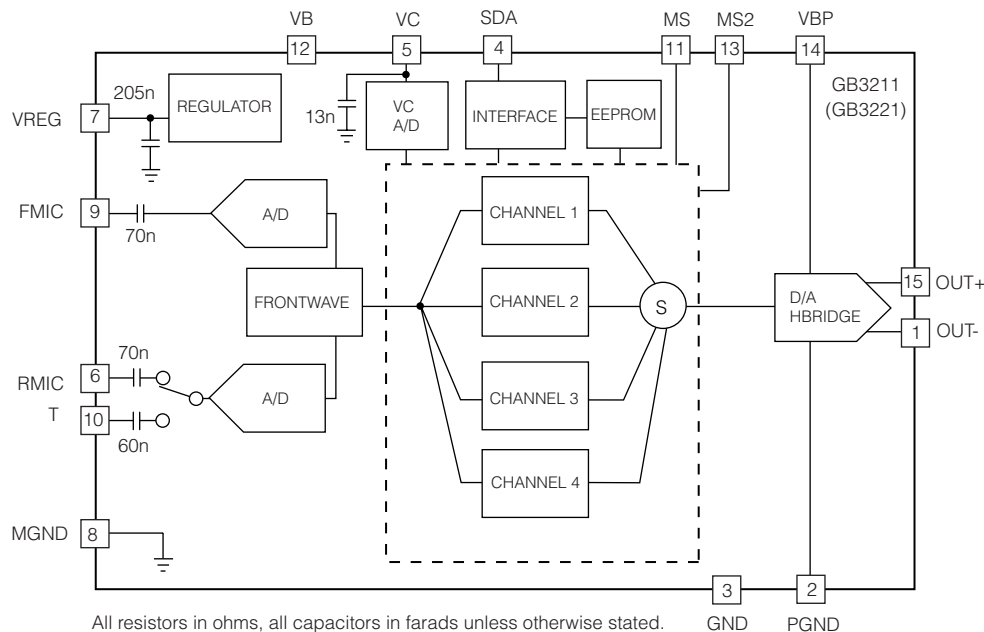 VB
VC
SDA
MS
MS2
VBP
12
5
4
11
13
14
GB3211
(GB3221)
205n
REGULATOR
13n
VC
A/D
INTERFACE
EEPROM
VREG
7
FMIC
9
70n
A/D
CHANNEL 1
FRONTWAVE
CHANNEL 2
S
D/A
HBRIDGE
15
OUT+
1
OUT-
70n
RMIC
6
T
10
60n
A/D
CHANNEL 3
CHANNEL 4
MGND
8
3
2
All resistors in ohms, all capacitors in farads unless otherwise stated.
GND
PGND